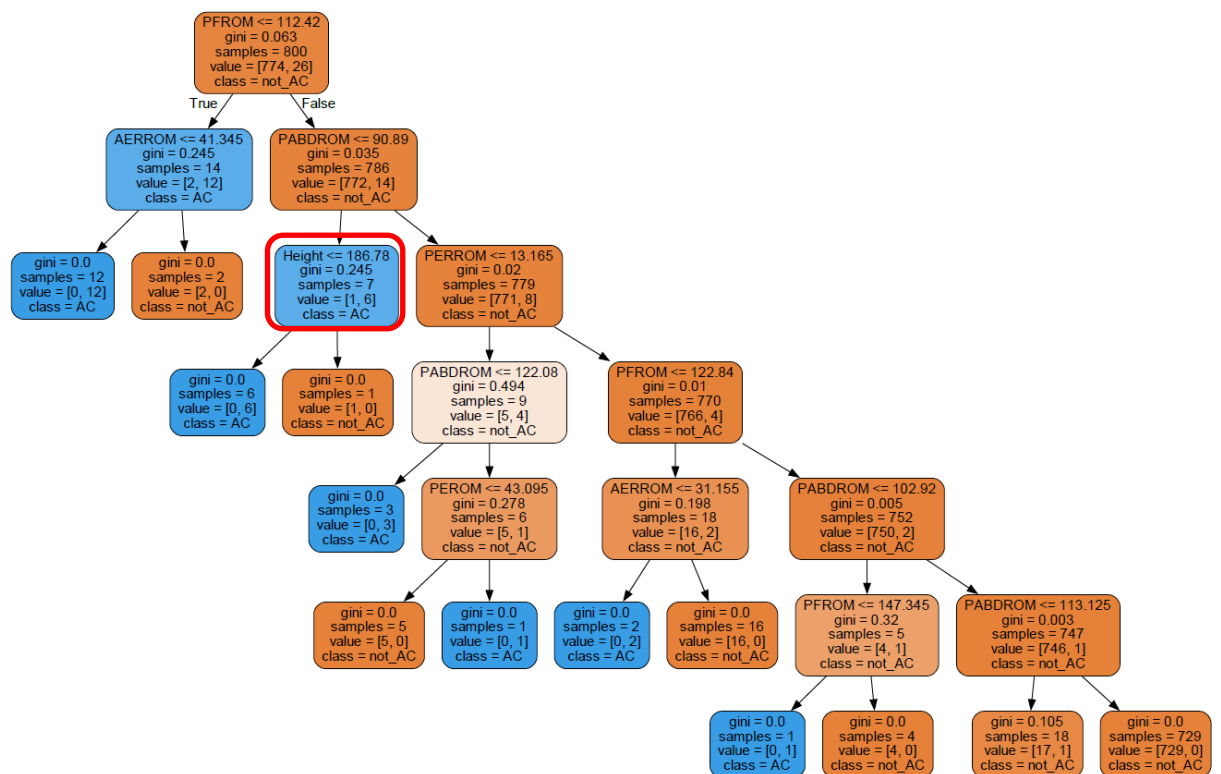 PFROM <= 112.42
gini = 0.063
samples = 800
value = [774, 26]
class = not_AC
True
False
AERROM <= 41.345
gini = 0.245
samples = 14
value = [2, 12]
class = AC
PABDROM <= 90.89
gini = 0.035
samples = 786
value = [772, 14]
class = not_AC
gini = 0.0
samples = 12
value = [0, 12]
class = AC
gini = 0.0
samples = 2
value = [2, 0]
class = not_AC
Height <= 186.78
gini = 0.245
samples = 7
value = [1, 6]
class = AC
PERROM <= 13.165
gini = 0.02
samples = 779
value = [771, 8]
class = not_AC
gini = 0.0
samples = 6
value = [0, 6]
class = AC
gini = 0.0
samples = 1
value = [1, 0]
class = not_AC
PABDROM <= 122.08
gini = 0.494
samples = 9
value = [5, 4]
class = not_AC
PFROM <= 122.84
gini = 0.01
samples = 770
value = [766, 4]
class = not_AC
gini = 0.0
samples = 3
value = [0, 3]
class = AC
PEROM <= 43.095
gini = 0.278
samples = 6
value = [5, 1]
class = not_AC
AERROM <= 31.155
gini = 0.198
samples = 18
value = [16, 2]
class = not_AC
PABDROM <= 102.92
gini = 0.005
samples = 752
value = [750, 2]
class = not_AC
gini = 0.0
samples = 5
value = [5, 0]
class = not_AC
gini = 0.0
samples = 1
value = [0, 1]
class = AC
gini = 0.0
samples = 2
value = [0, 2]
class = AC
gini = 0.0
samples = 16
value = [16, 0]
class = not_AC
PFROM <= 147.345
gini = 0.32
samples = 5
value = [4, 1]
class = not_AC
PABDROM <= 113.125
gini = 0.003
samples = 747
value = [746, 1]
class = not_AC
gini = 0.0
samples = 1
value = [0, 1]
class = AC
gini = 0.0
samples = 4
value = [4, 0]
class = not_AC
gini = 0.105
samples = 18
value = [17, 1]
class = not_AC
gini = 0.0
samples = 729
value = [729, 0]
class = not_AC